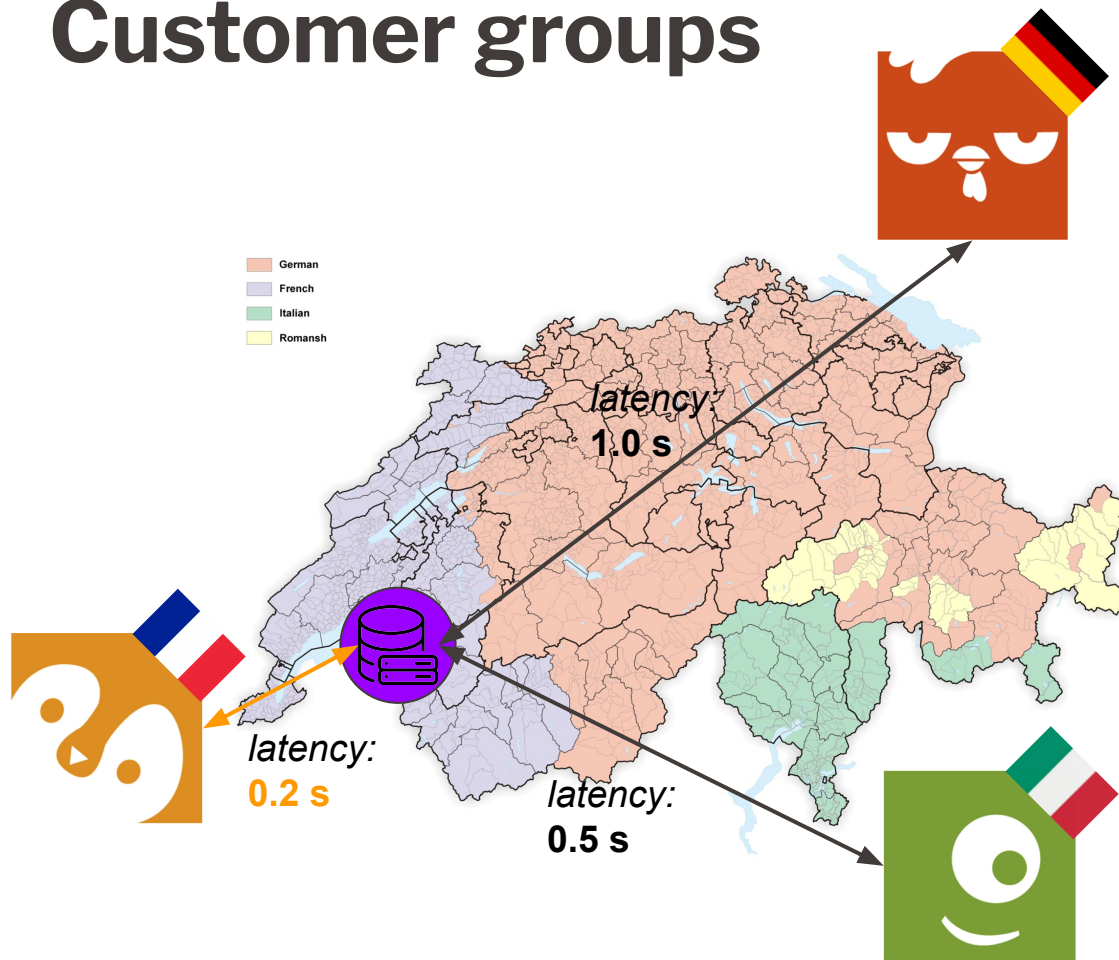 Customer groups
German
French
Italian
Romansh
latency:
1.0 s
latency:
0.2 s
latency:
0.5 s